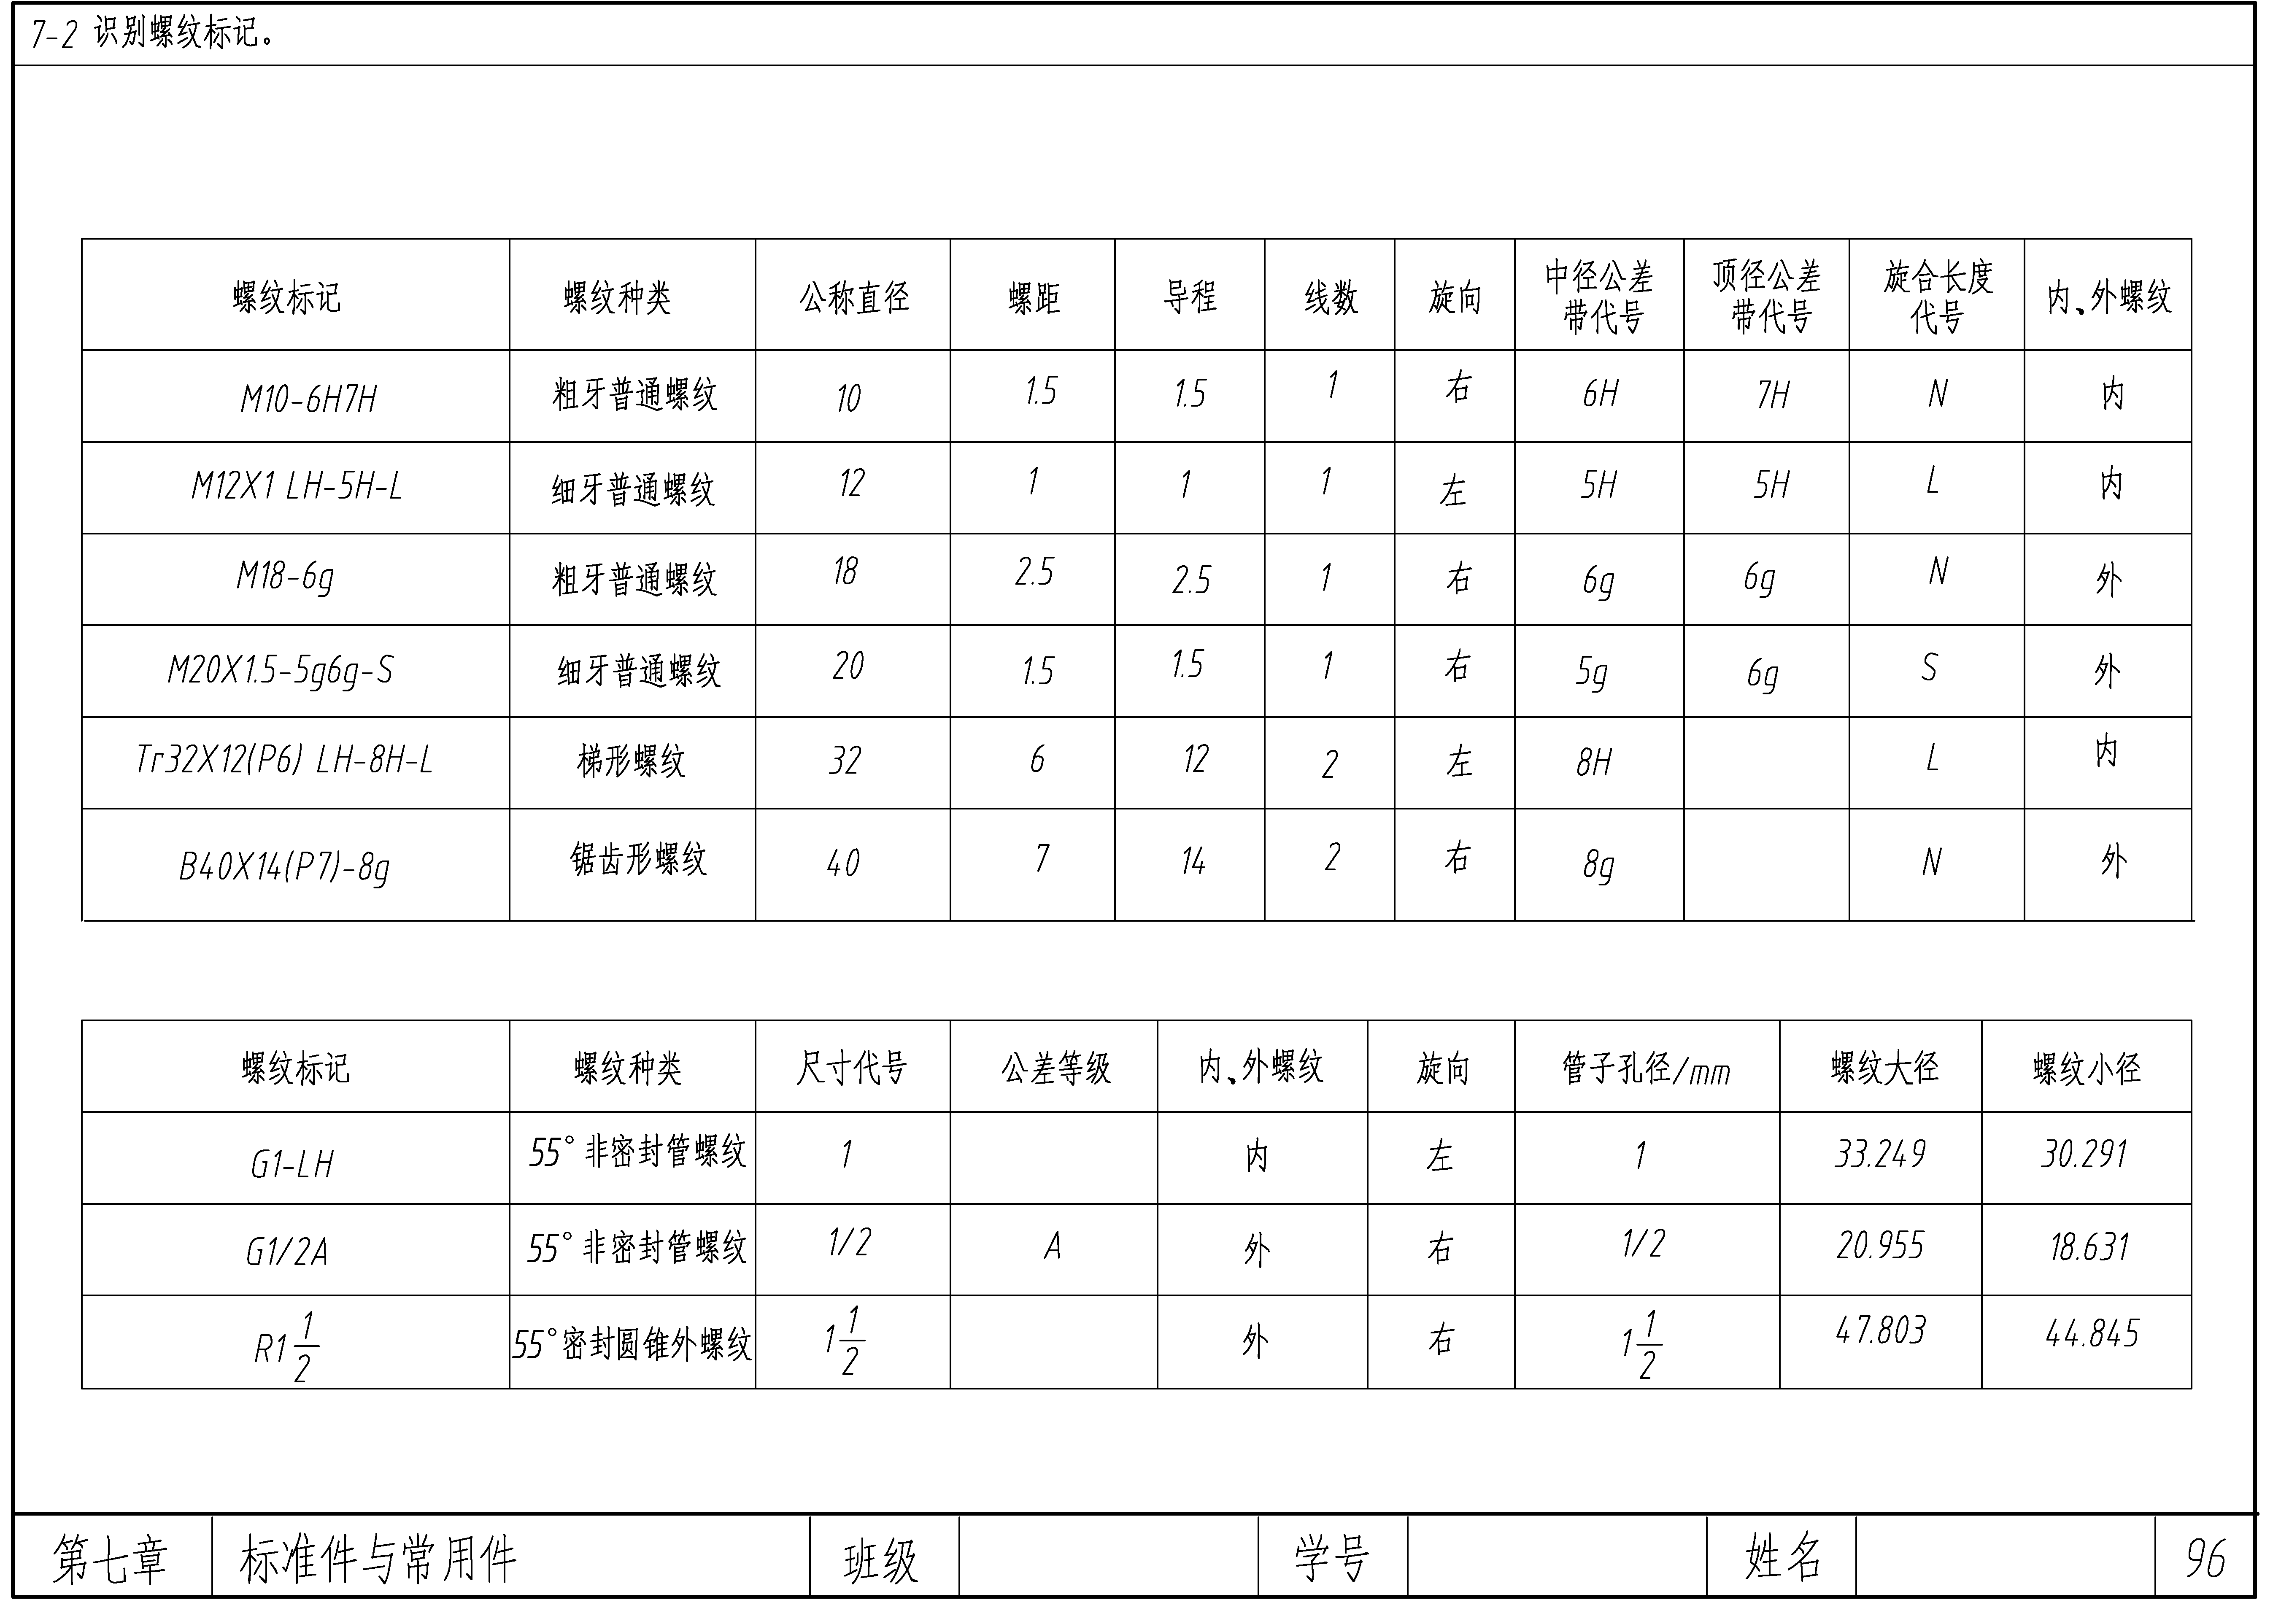 7-2 识别螺纹标记。
螺纹标记 螺纹种类 公称直径 螺距 导程 线数 旋向 中径公差带代号 顶径公差带代号 旋合长度代号 内、外螺纹
M10-6H7H 粗牙普通螺纹 10 1.5 1.5 1 右 6H 7H N 内
M12X1 LH-5H-L 细牙普通螺纹 12 1 1 1 左 5H 5H L 内
M18-6g 粗牙普通螺纹 18 2.5 2.5 1 右 6g 6g N 外
M20X1.5-5g6g-S 细牙普通螺纹 20 1.5 1.5 1 右 5g 6g S 外
Tr32X12(P6) LH-8H-L 梯形螺纹 32 6 12 2 左 8H L 内
B40X14(P7)-8g 锯齿形螺纹 40 7 14 2 右 8g N 外
螺纹标记 螺纹种类 尺寸代号 公差等级 内、外螺纹 旋向 管子孔径/mm 螺纹大径 螺纹小径
G1-LH 55° 非密封管螺纹 1 内 左 1 33.249 30.291
G1/2A 55° 非密封管螺纹 1/2 A 外 右 1/2 20.955 18.631
R1 1/2 55°密封圆锥外螺纹 1 1/2 外 右 1 1/2 47.803 44.845
第七章 标准件与常用件 班级 学号 姓名 96